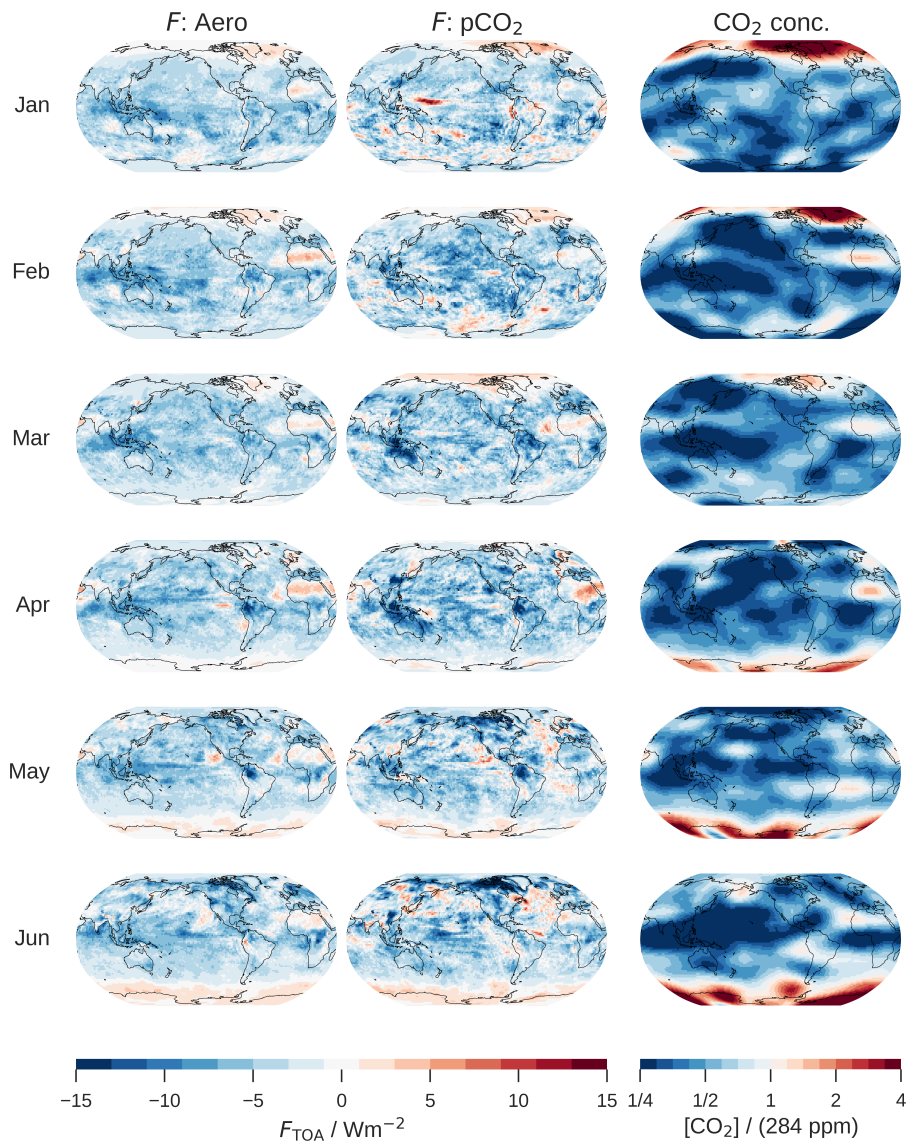 F: Aero F: pCO₂ CO₂ conc.
Jan
Feb
Mar
Apr
May
Jun
−15 −10 −5 0 5 10 15 1/4 1/2 1 2 4
F_TOA / Wm⁻² [CO₂] / (284 ppm)